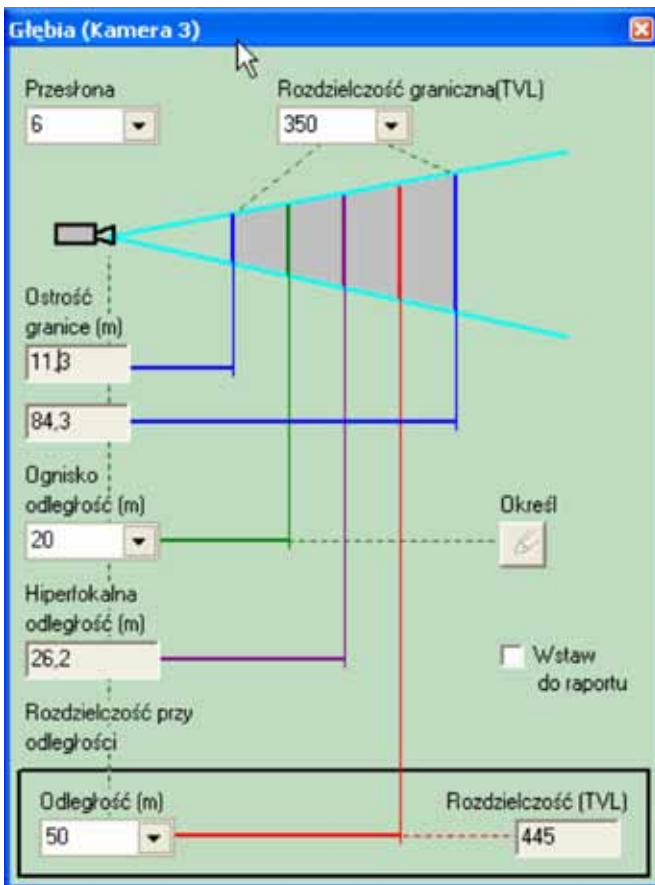 Głębia (Kamera 3)
Przesłona
Rozdzielczość graniczna(TVL)
6
350
Ostrość
granice (m)
11,3
84,3
Ognisko
odległość (m)
20
Określ
Hiperfokalna
odległość (m)
26,2
Wstaw
do raportu
Rozdzielczość przy
odległości
Odległość (m)
Rozdzielczość (TVL)
50
445